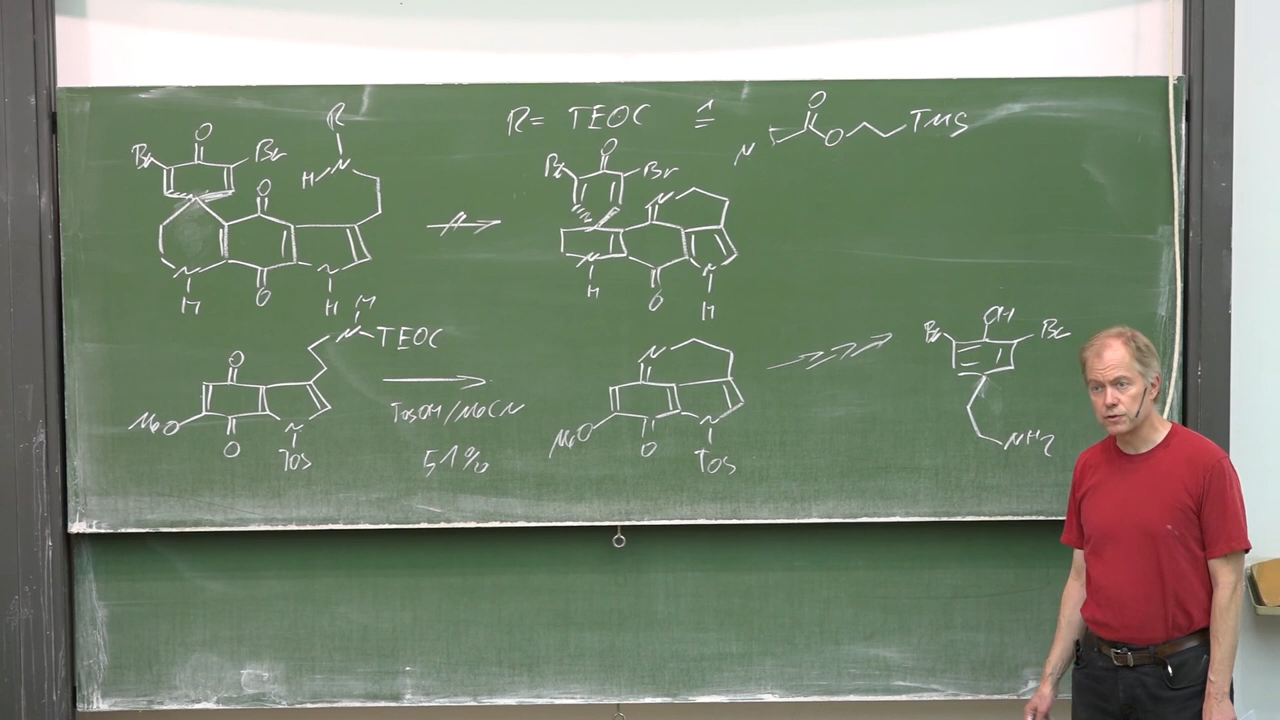 R= TEOC ≙
O
O
TMS
N
O
Br
Br
R
H
N
O
N
H
O
N
H
O
Br
Br
N
N
H
O
N
H
H
N-TEOC
O
MeO
O
N
Tos
TosOH/MeCN
51%
N
MeO
O
N
Tos
OH
Br
Br
NH2